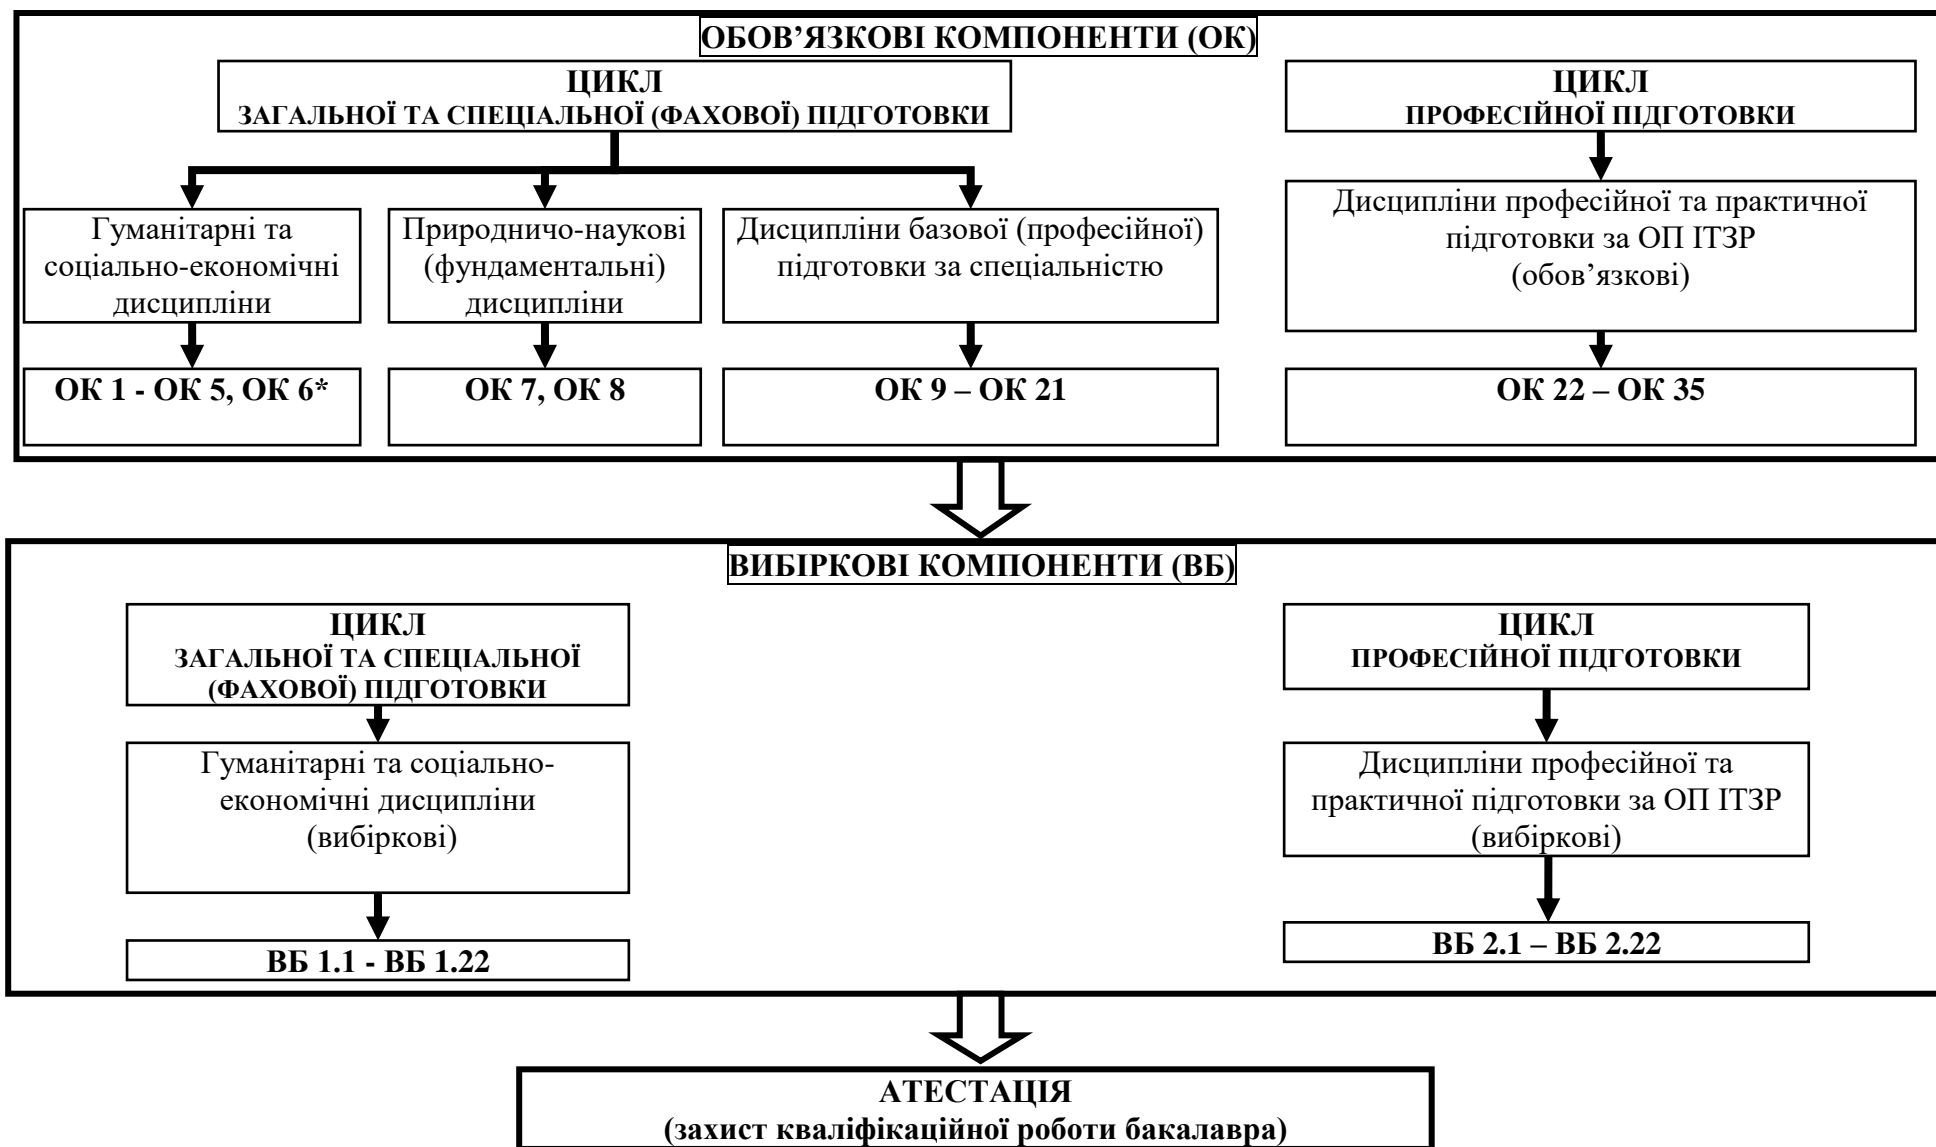 ОБОВ’ЯЗКОВІ КОМПОНЕНТИ (ОК)
ЦИКЛ
ЗАГАЛЬНОЇ ТА СПЕЦІАЛЬНОЇ (ФАХОВОЇ) ПІДГОТОВКИ
ЦИКЛ
ПРОФЕСІЙНОЇ ПІДГОТОВКИ
Гуманітарні та
соціально-економічні
дисципліни
Природничо-наукові
(фундаментальні)
дисципліни
Дисципліни базової (професійної)
підготовки за спеціальністю
Дисципліни професійної та практичної
підготовки за ОП ІТЗР
(обов’язкові)
ОК 1 - ОК 5, ОК 6*
ОК 7, ОК 8
ОК 9 – ОК 21
ОК 22 – ОК 35
ВИБІРКОВІ КОМПОНЕНТИ (ВБ)
ЦИКЛ
ЗАГАЛЬНОЇ ТА СПЕЦІАЛЬНОЇ
(ФАХОВОЇ) ПІДГОТОВКИ
ЦИКЛ
ПРОФЕСІЙНОЇ ПІДГОТОВКИ
Гуманітарні та соціально-
економічні дисципліни
(вибіркові)
Дисципліни професійної та
практичної підготовки за ОП ІТЗР
(вибіркові)
ВБ 1.1 - ВБ 1.22
ВБ 2.1 – ВБ 2.22
АТЕСТАЦІЯ
(захист кваліфікаційної роботи бакалавра)